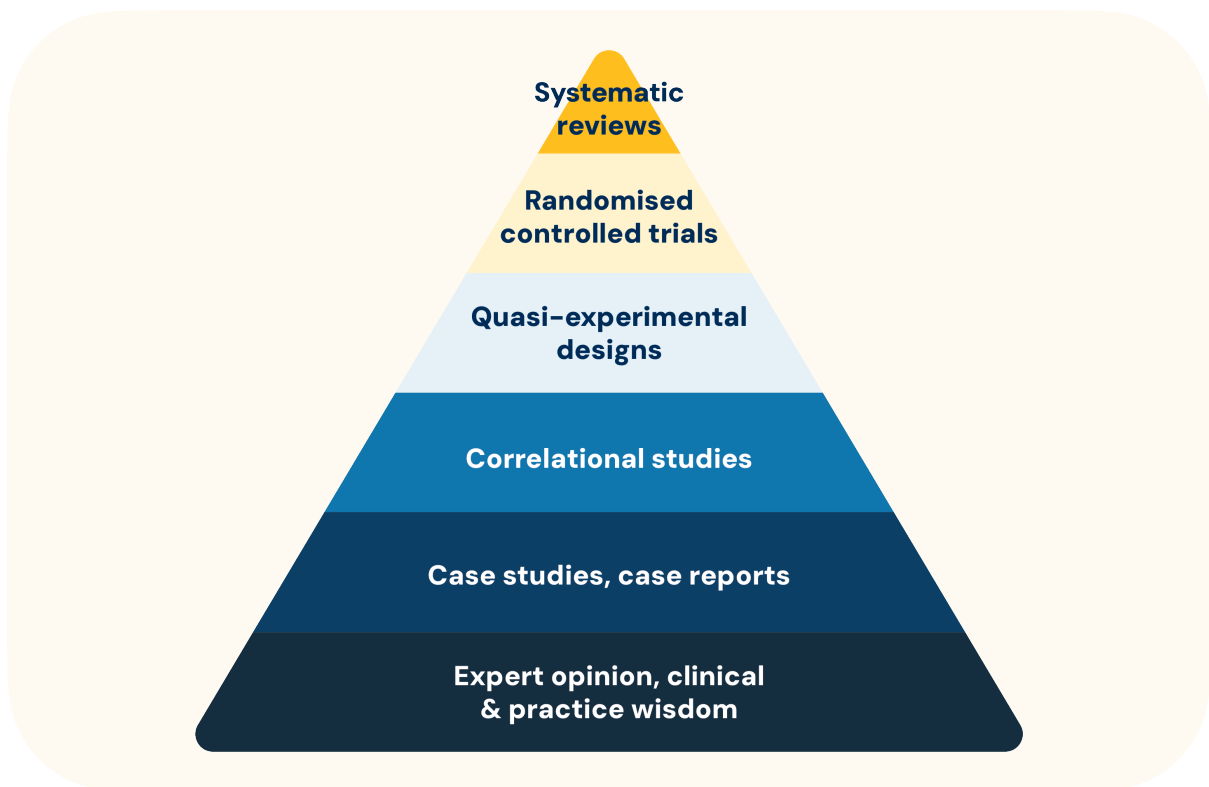 Systematic
reviews
Randomised
controlled trials
Quasi–experimental
designs
Correlational studies
Case studies, case reports
Expert opinion, clinical
& practice wisdom